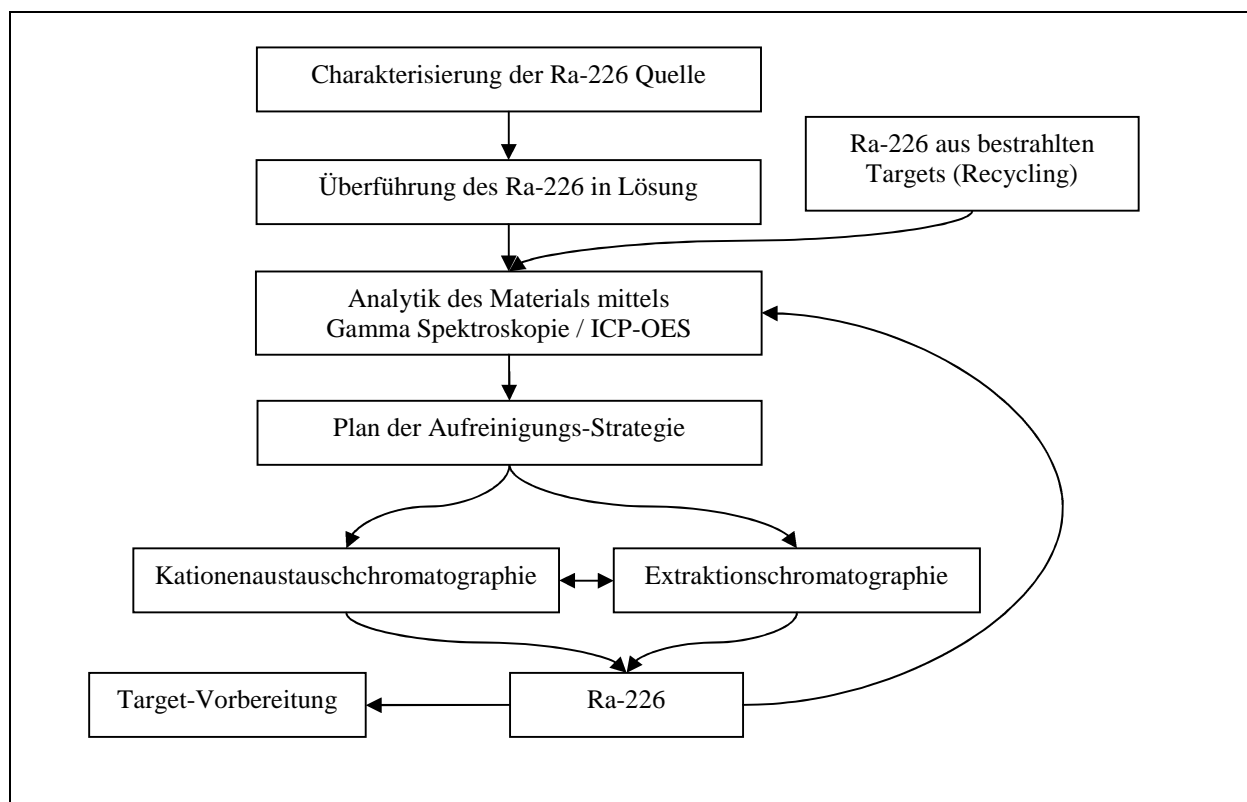 Charakterisierung der Ra-226 Quelle
Ra-226 aus bestrahlten
Targets (Recycling)
Überführung des Ra-226 in Lösung
Analytik des Materials mittels
Gamma Spektroskopie / ICP-OES
Plan der Aufreinigungs-Strategie
Kationenaustauschchromatographie
Extraktionschromatographie
Target-Vorbereitung
Ra-226